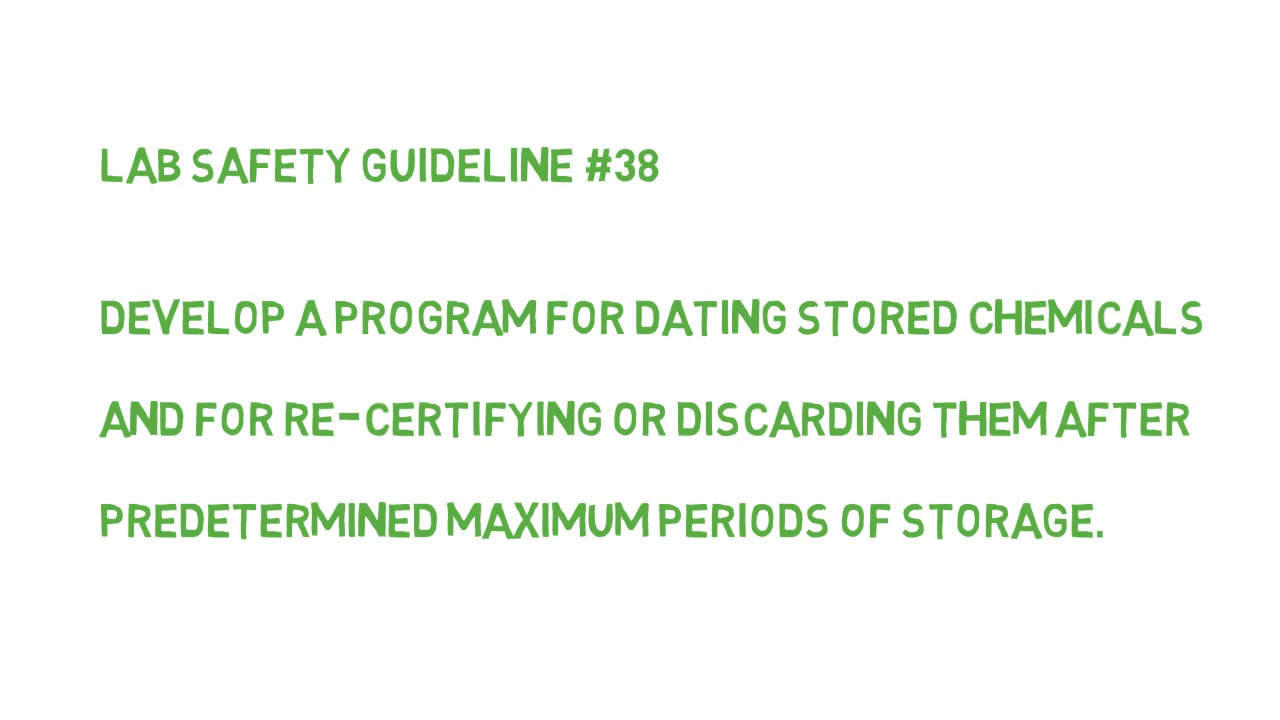 LAB SAFETY GUIDELINE #38
DEVELOP A PROGRAM FOR DATING STORED CHEMICALS
AND FOR RE-CERTIFYING OR DISCARDING THEM AFTER
PREDETERMINED MAXIMUM PERIODS OF STORAGE.